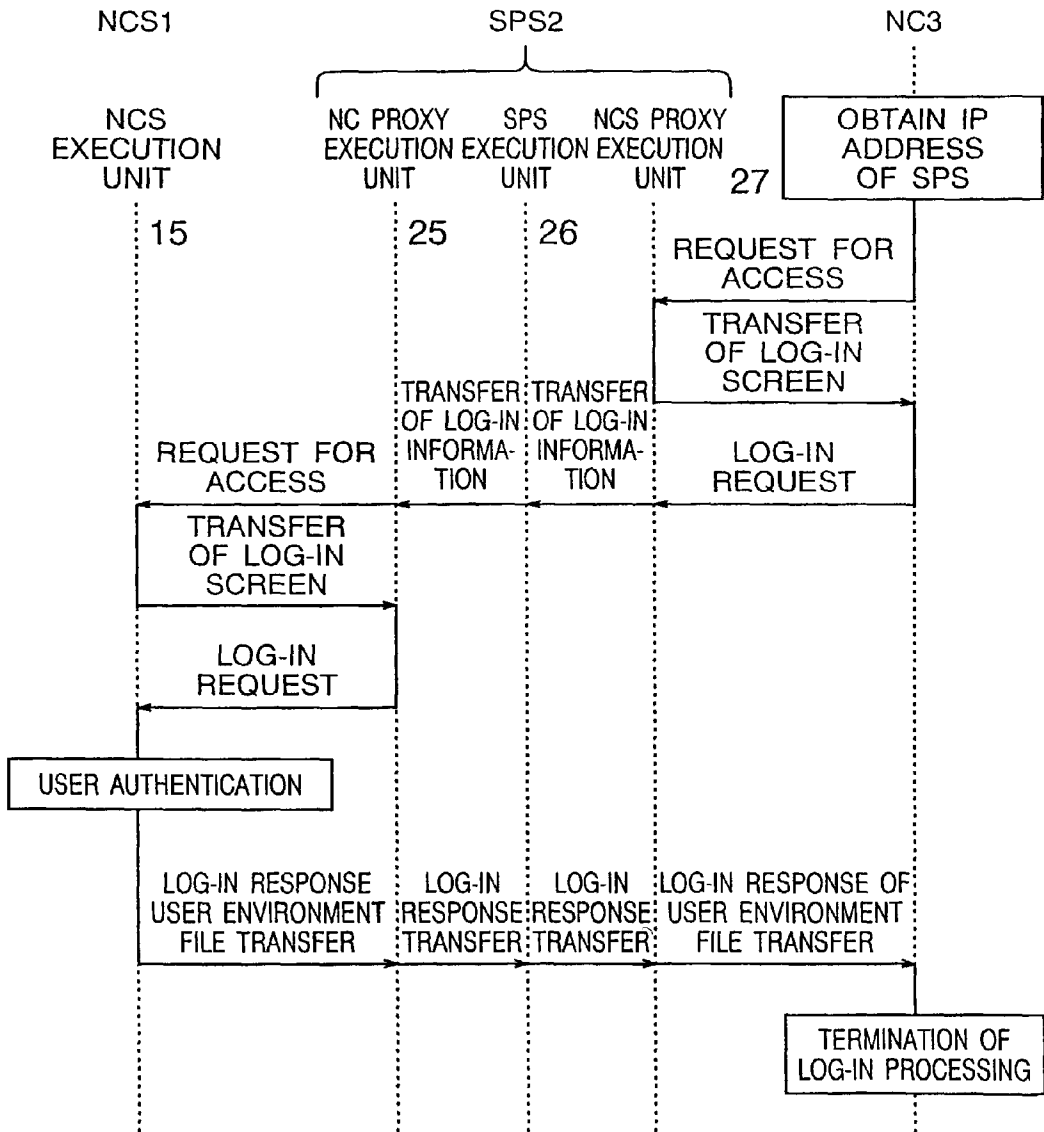 NCS1
SPS2
NC3
NCS
EXECUTION
UNIT
15
NC PROXY
EXECUTION
UNIT
25
SPS
EXECUTION
UNIT
26
NCS PROXY
EXECUTION
UNIT
27
OBTAIN IP
ADDRESS
OF SPS
REQUEST FOR
ACCESS
TRANSFER
OF LOG-IN
SCREEN
LOG-IN
REQUEST
TRANSFER
OF LOG-IN
INFORMA-
TION
TRANSFER
OF LOG-IN
INFORMA-
TION
REQUEST FOR
ACCESS
TRANSFER
OF LOG-IN
SCREEN
LOG-IN
REQUEST
USER AUTHENTICATION
LOG-IN RESPONSE
USER ENVIRONMENT
FILE TRANSFER
LOG-IN
RESPONSE
TRANSFER
LOG-IN
RESPONSE
TRANSFER
LOG-IN RESPONSE OF
USER ENVIRONMENT
FILE TRANSFER
TERMINATION OF
LOG-IN PROCESSING